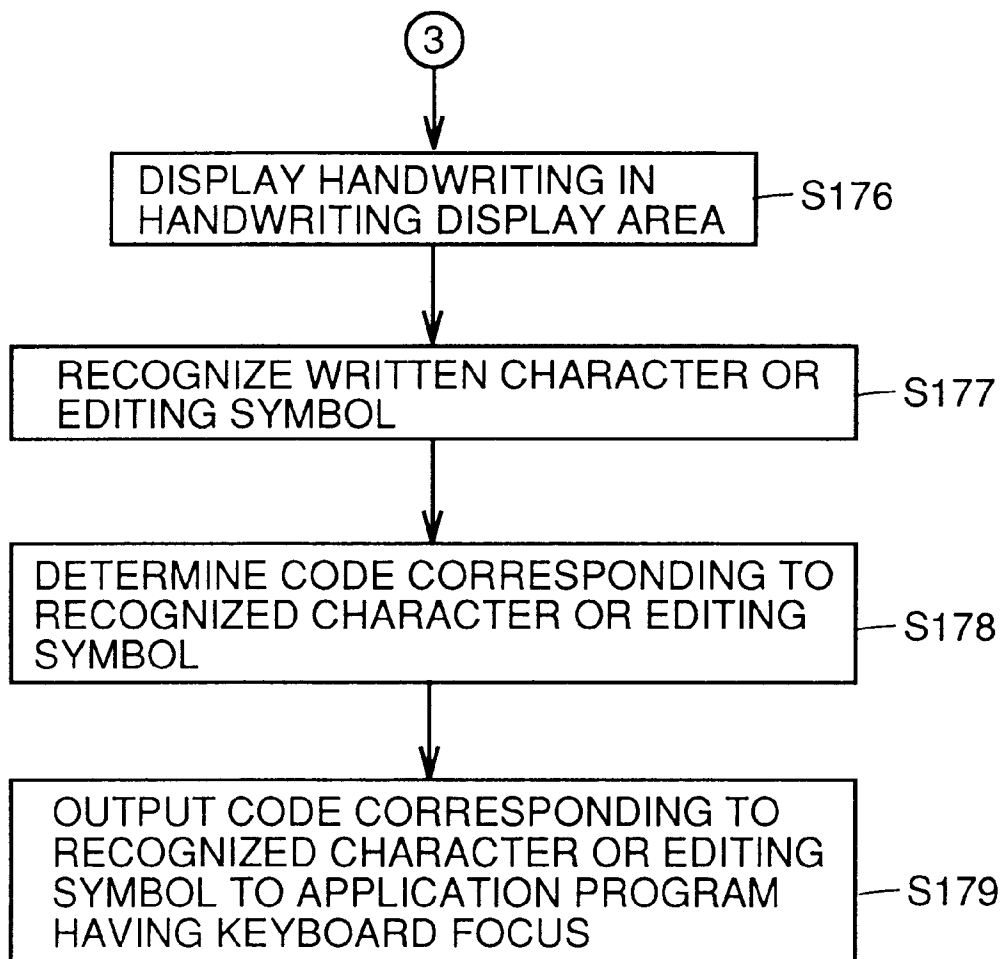 3
DISPLAY HANDWRITING IN
HANDWRITING DISPLAY AREA
S176
RECOGNIZE WRITTEN CHARACTER OR
EDITING SYMBOL
S177
DETERMINE CODE CORRESPONDING TO
RECOGNIZED CHARACTER OR EDITING
SYMBOL
S178
OUTPUT CODE CORRESPONDING TO
RECOGNIZED CHARACTER OR EDITING
SYMBOL TO APPLICATION PROGRAM
HAVING KEYBOARD FOCUS
S179